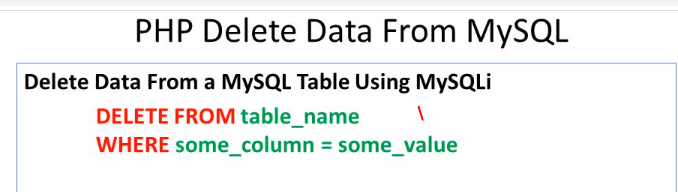 PHP Delete Data From MySQL
Delete Data From a MySQL Table Using MySQLi
DELETE FROM table_name
WHERE some_column = some_value